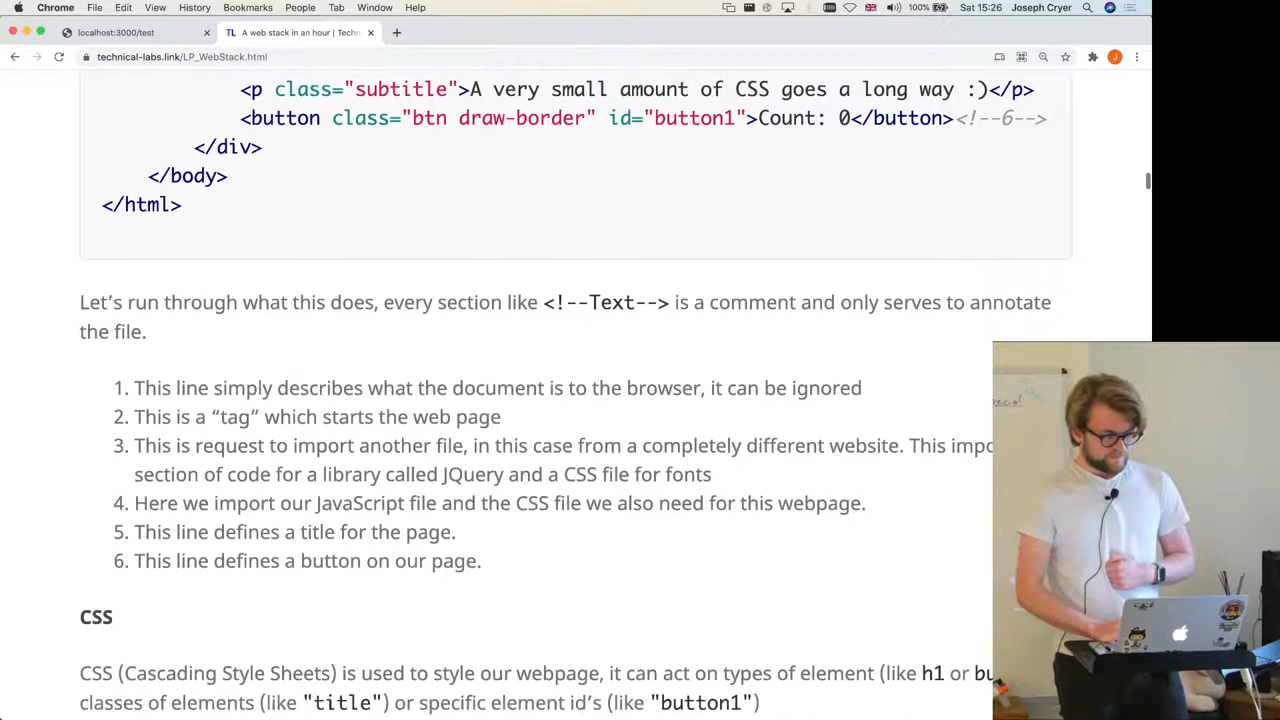 Chrome File Edit View History Bookmarks People Tab Window Help 100% Sat 15:26 Joseph Cryer
localhost:3000/test
A web stack in an hour | Techn
technical-labs.link/LP_WebStack.html
<p class="subtitle">A very small amount of CSS goes a long way :)</p>
<button class="btn draw-border" id="button1">Count: 0</button><!--6-->
</div>
</body>
</html>
Let's run through what this does, every section like <!--Text--> is a comment and only serves to annotate
the file.
1. This line simply describes what the document is to the browser, it can be ignored
2. This is a “tag” which starts the web page
3. This is request to import another file, in this case from a completely different website. This impo
section of code for a library called JQuery and a CSS file for fonts
4. Here we import our JavaScript file and the CSS file we also need for this webpage.
5. This line defines a title for the page.
6. This line defines a button on our page.
CSS
CSS (Cascading Style Sheets) is used to style our webpage, it can act on types of element (like h1 or bu
classes of elements (like "title") or specific element id’s (like "button1")